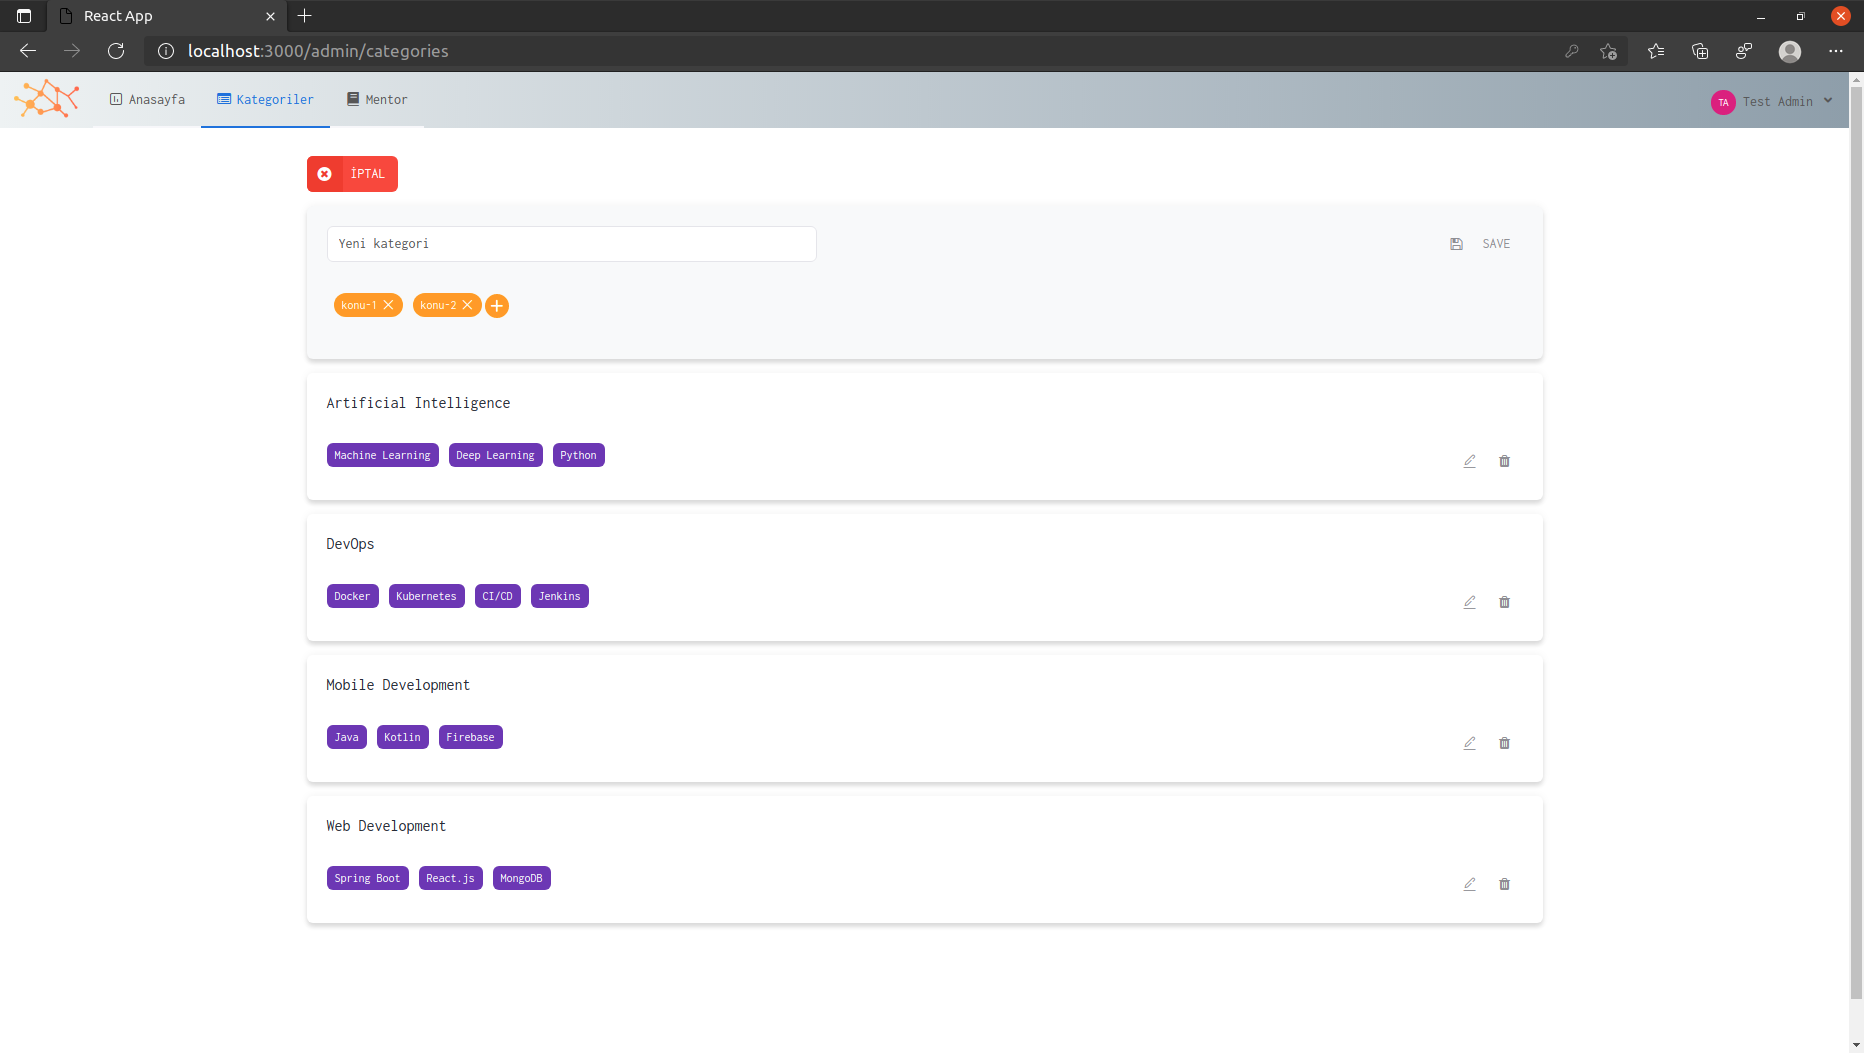 React App
localhost:3000/admin/categories
Anasayfa Kategoriler Mentor
TA Test Admin
İPTAL
Yeni kategori
SAVE
konu-1 konu-2
Artificial Intelligence
Machine Learning Deep Learning Python
DevOps
Docker Kubernetes CI/CD Jenkins
Mobile Development
Java Kotlin Firebase
Web Development
Spring Boot React.js MongoDB